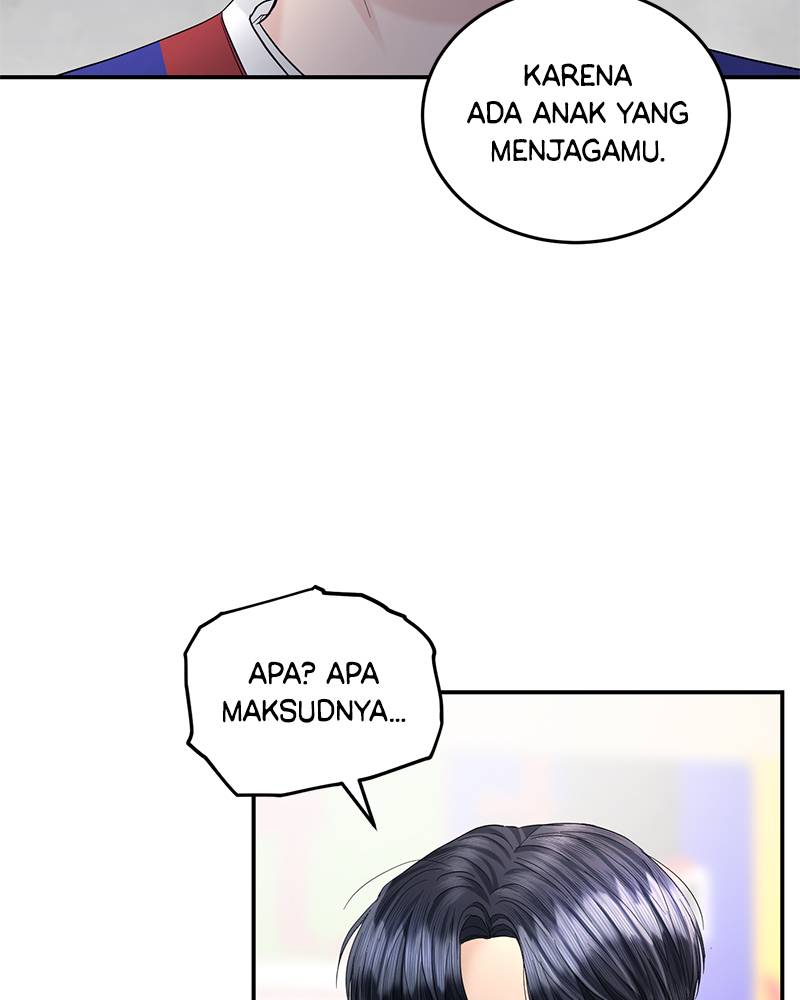 KARENA
ADA ANAK YANG
MENJAGAMU.
APA? APA
MAKSUDNYA...